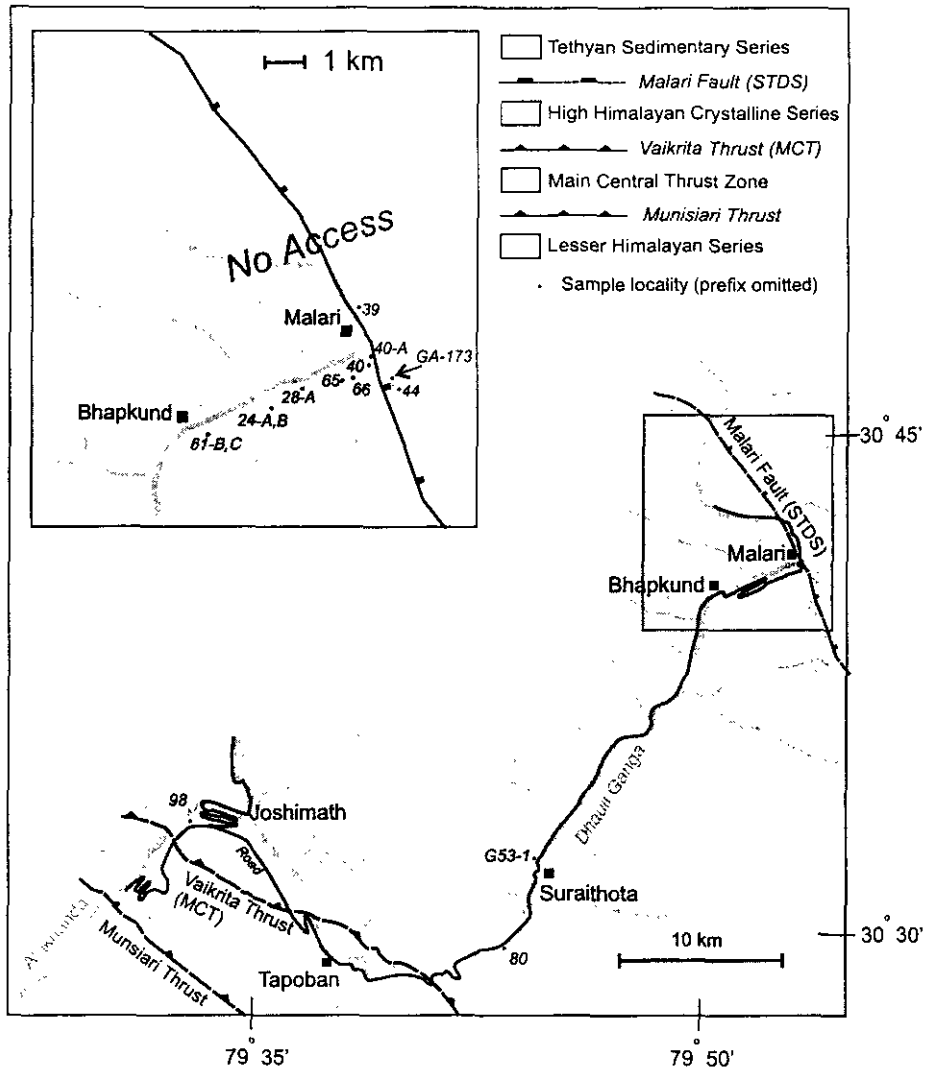 1 km
No Access
Malari
39
40-A
GA-173
40
65
66
44
28-A
24-A,B
Bhapkund
61-B,C
Tethyan Sedimentary Series
Malari Fault (STDS)
High Himalayan Crystalline Series
Vaikrita Thrust (MCT)
Main Central Thrust Zone
Munisiari Thrust
Lesser Himalayan Series
Sample locality (prefix omitted)
30° 45'
Malari Fault (STDS)
Malari
Bhapkund
Dhauli Ganga
98
Joshimath
Road
G53-1
Suraithota
Vaikrita Thrust
(MCT)
80
10 km
30° 30'
Munsiari Thrust
Tapoban
79° 35'
79° 50'